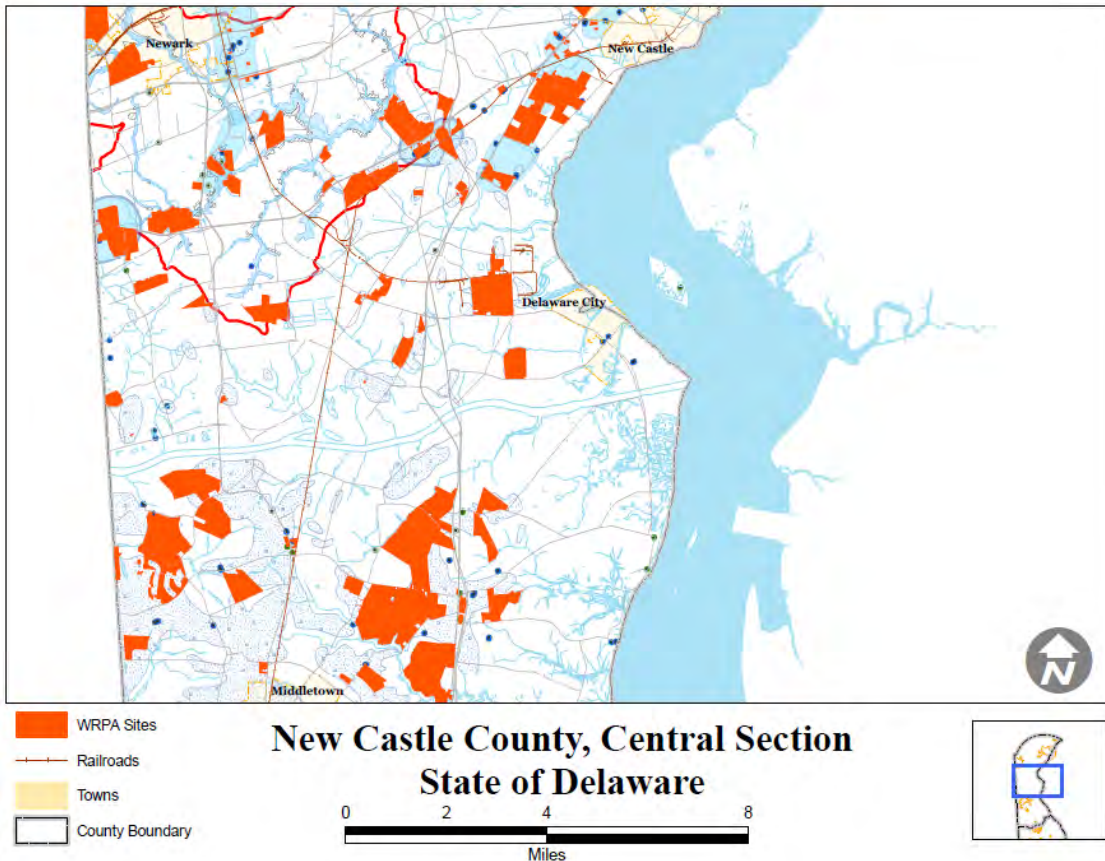 Newark
New Castle
Delaware City
Middletown
N
WRPA Sites
Railroads
Towns
County Boundary
New Castle County, Central Section
State of Delaware
0 2 4 8
Miles